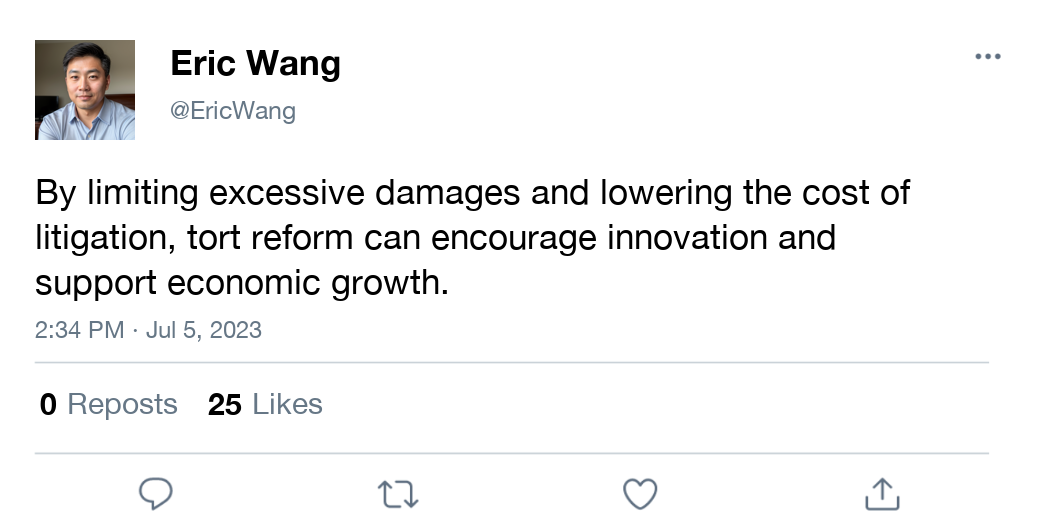 Eric Wang
@EricWang
By limiting excessive damages and lowering the cost of
litigation, tort reform can encourage innovation and
support economic growth.
2:34 PM · Jul 5, 2023
0 Reposts 25 Likes